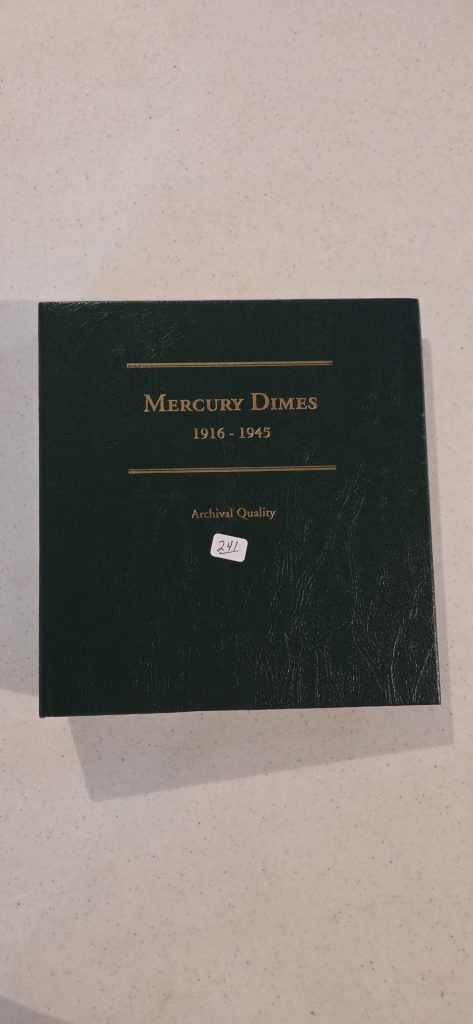 Mercury Dimes
1916 - 1945
Archival Quality
241